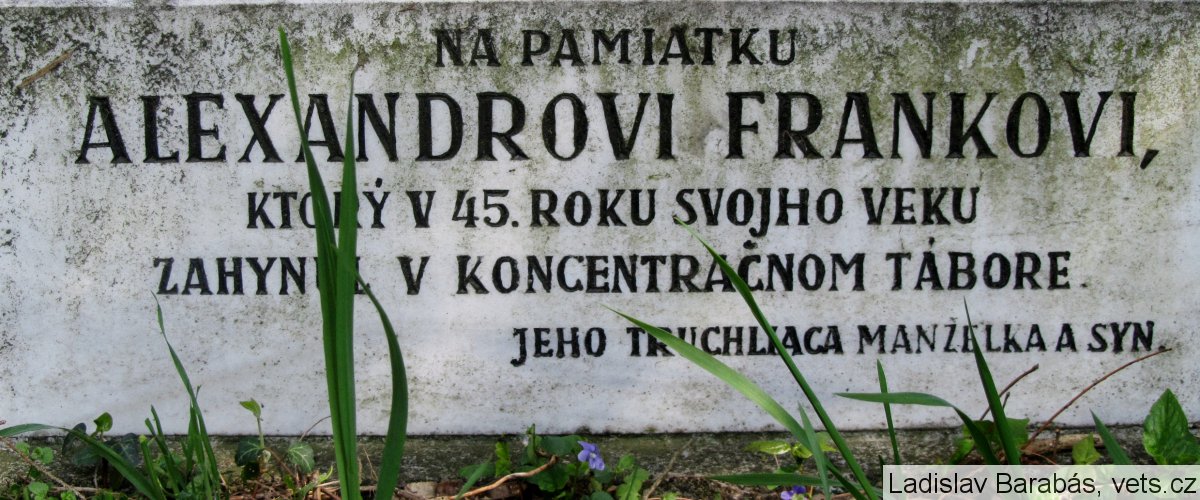 NA PAMIATKU
ALEXANDROVI FRANKOVI,
KTORÝ V 45. ROKU SVOJHO VEKU
ZAHYNUL V KONCENTRAČNOM TÁBORE.
JEHO TRUCHLIACA MANŽELKA A SYN.
Ladislav Barabás, vets.cz